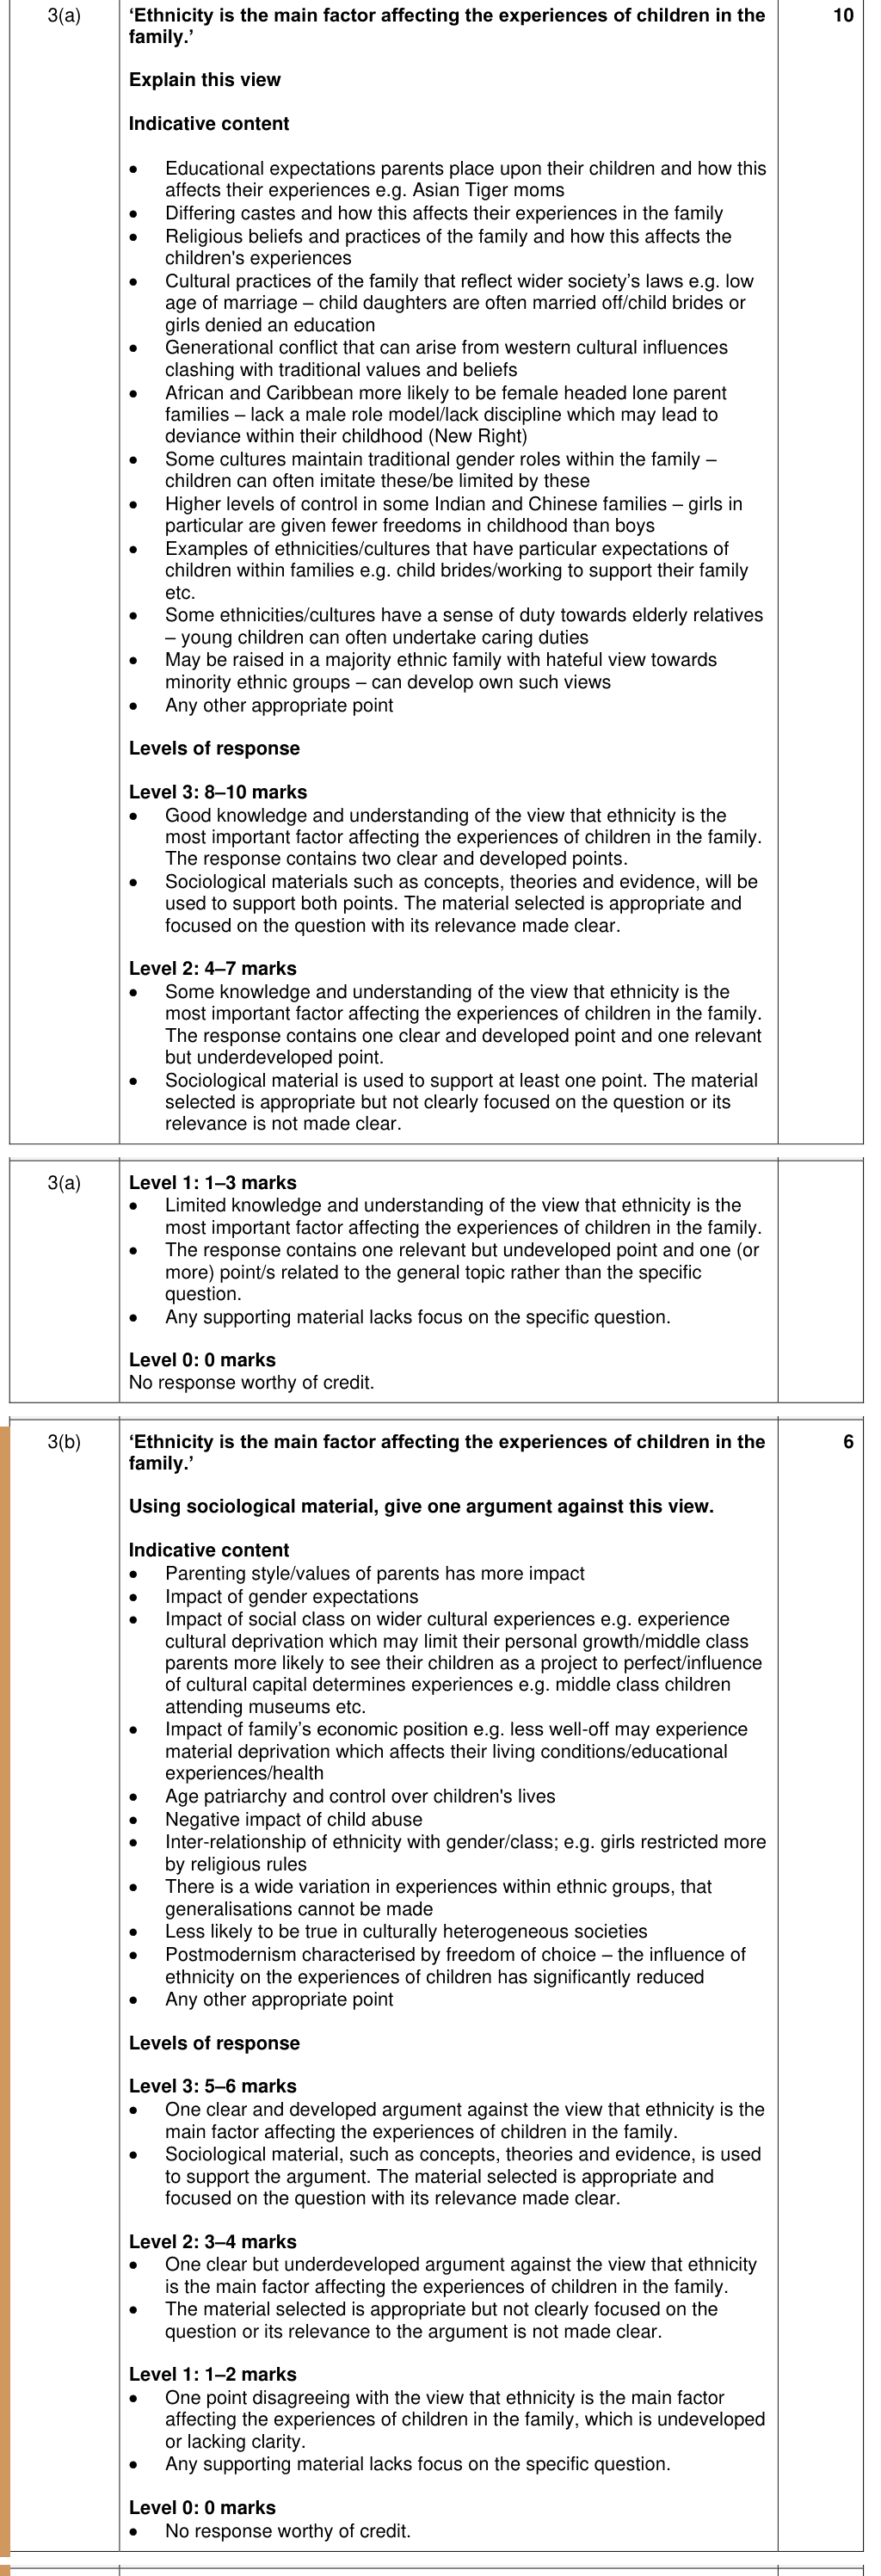 3(a)
‘Ethnicity is the main factor affecting the experiences of children in the
family.’
10
Explain this view
Indicative content
• Educational expectations parents place upon their children and how this
affects their experiences e.g. Asian Tiger moms
• Differing castes and how this affects their experiences in the family
• Religious beliefs and practices of the family and how this affects the
children's experiences
• Cultural practices of the family that reflect wider society’s laws e.g. low
age of marriage – child daughters are often married off/child brides or
girls denied an education
• Generational conflict that can arise from western cultural influences
clashing with traditional values and beliefs
• African and Caribbean more likely to be female headed lone parent
families – lack a male role model/lack discipline which may lead to
deviance within their childhood (New Right)
• Some cultures maintain traditional gender roles within the family –
children can often imitate these/be limited by these
• Higher levels of control in some Indian and Chinese families – girls in
particular are given fewer freedoms in childhood than boys
• Examples of ethnicities/cultures that have particular expectations of
children within families e.g. child brides/working to support their family
etc.
• Some ethnicities/cultures have a sense of duty towards elderly relatives
– young children can often undertake caring duties
• May be raised in a majority ethnic family with hateful view towards
minority ethnic groups – can develop own such views
• Any other appropriate point
Levels of response
Level 3: 8–10 marks
• Good knowledge and understanding of the view that ethnicity is the
most important factor affecting the experiences of children in the family.
The response contains two clear and developed points.
• Sociological materials such as concepts, theories and evidence, will be
used to support both points. The material selected is appropriate and
focused on the question with its relevance made clear.
Level 2: 4–7 marks
• Some knowledge and understanding of the view that ethnicity is the
most important factor affecting the experiences of children in the family.
The response contains one clear and developed point and one relevant
but underdeveloped point.
• Sociological material is used to support at least one point. The material
selected is appropriate but not clearly focused on the question or its
relevance is not made clear.
3(a)
Level 1: 1–3 marks
• Limited knowledge and understanding of the view that ethnicity is the
most important factor affecting the experiences of children in the family.
• The response contains one relevant but undeveloped point and one (or
more) point/s related to the general topic rather than the specific
question.
• Any supporting material lacks focus on the specific question.
Level 0: 0 marks
No response worthy of credit.
3(b)
‘Ethnicity is the main factor affecting the experiences of children in the
family.’
6
Using sociological material, give one argument against this view.
Indicative content
• Parenting style/values of parents has more impact
• Impact of gender expectations
• Impact of social class on wider cultural experiences e.g. experience
cultural deprivation which may limit their personal growth/middle class
parents more likely to see their children as a project to perfect/influence
of cultural capital determines experiences e.g. middle class children
attending museums etc.
• Impact of family’s economic position e.g. less well-off may experience
material deprivation which affects their living conditions/educational
experiences/health
• Age patriarchy and control over children's lives
• Negative impact of child abuse
• Inter-relationship of ethnicity with gender/class; e.g. girls restricted more
by religious rules
• There is a wide variation in experiences within ethnic groups, that
generalisations cannot be made
• Less likely to be true in culturally heterogeneous societies
• Postmodernism characterised by freedom of choice – the influence of
ethnicity on the experiences of children has significantly reduced
• Any other appropriate point
Levels of response
Level 3: 5–6 marks
• One clear and developed argument against the view that ethnicity is the
main factor affecting the experiences of children in the family.
• Sociological material, such as concepts, theories and evidence, is used
to support the argument. The material selected is appropriate and
focused on the question with its relevance made clear.
Level 2: 3–4 marks
• One clear but underdeveloped argument against the view that ethnicity
is the main factor affecting the experiences of children in the family.
• The material selected is appropriate but not clearly focused on the
question or its relevance to the argument is not made clear.
Level 1: 1–2 marks
• One point disagreeing with the view that ethnicity is the main factor
affecting the experiences of children in the family, which is undeveloped
or lacking clarity.
• Any supporting material lacks focus on the specific question.
Level 0: 0 marks
• No response worthy of credit.